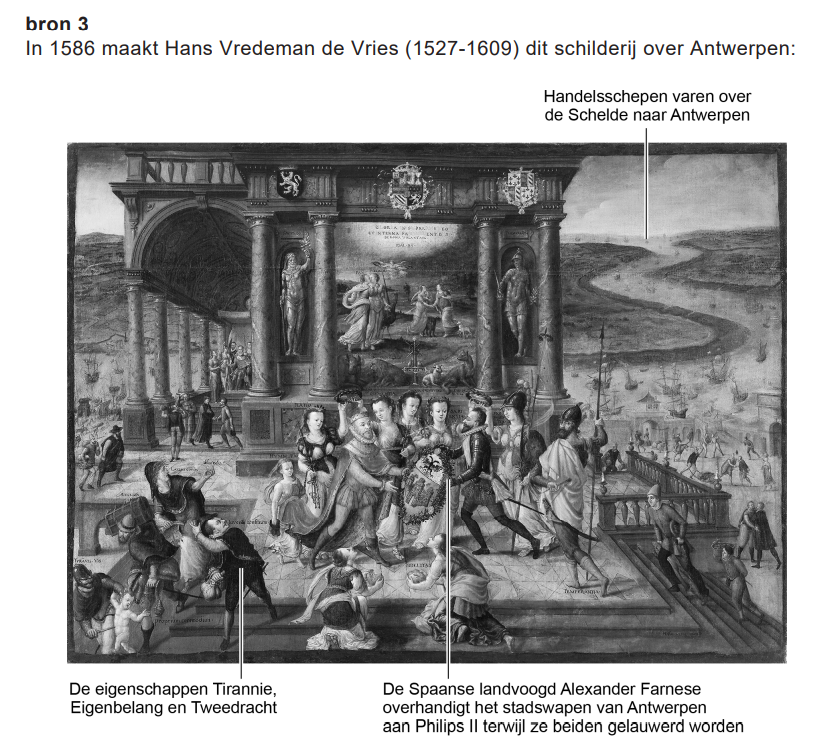 bron 3
In 1586 maakt Hans Vredeman de Vries (1527-1609) dit schilderij over Antwerpen:
Handelsschepen varen over
de Schelde naar Antwerpen
De eigenschappen Tirannie,
Eigenbelang en Tweedracht
De Spaanse landvoogd Alexander Farnese
overhandigt het stadswapen van Antwerpen
aan Philips II terwijl ze beiden gelauwerd worden